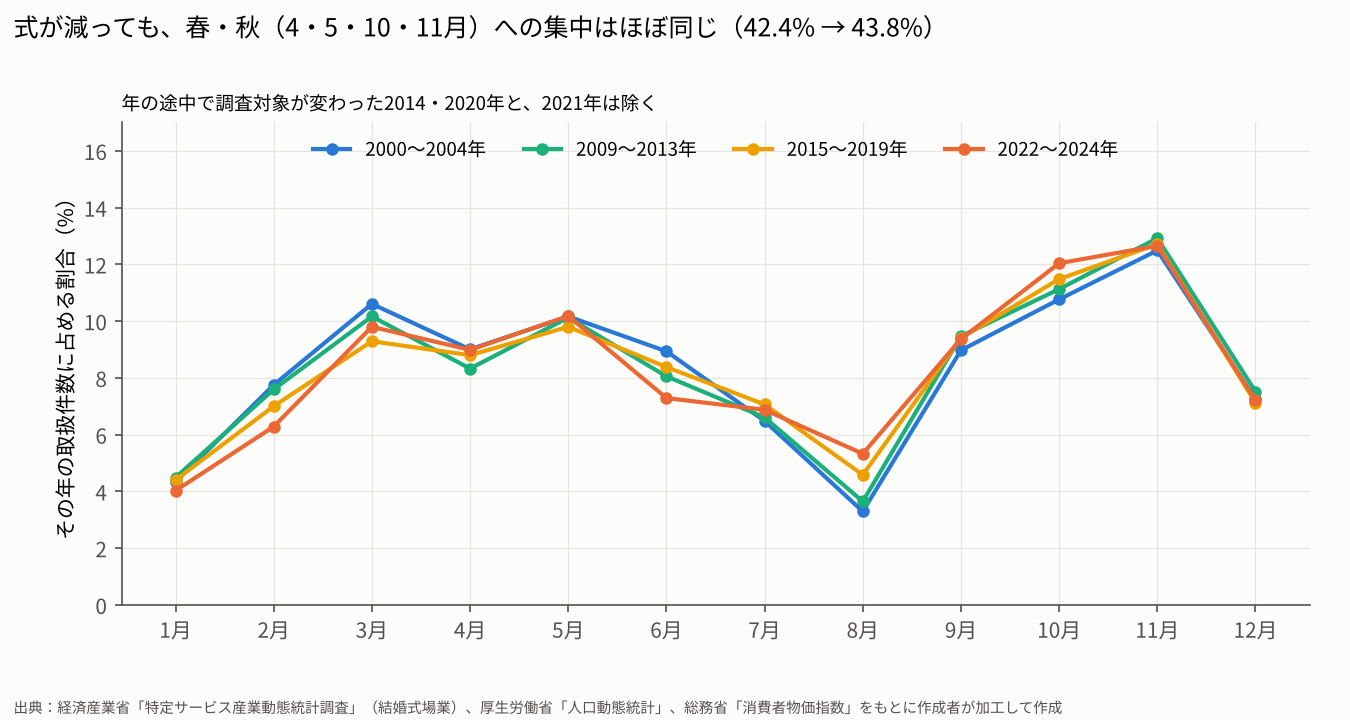 式が減っても、春・秋（4・5・10・11月）への集中はほぼ同じ（42.4% → 43.8%）
年の途中で調査対象が変わった2014・2020年と、2021年は除く
2000～2004年 2009～2013年 2015～2019年 2022～2024年
その年の取扱件数に占める割合（%）
16
14
12
10
8
6
4
2
0
1月 2月 3月 4月 5月 6月 7月 8月 9月 10月 11月 12月
出典：経済産業省「特定サービス産業動態統計調査」（結婚式場業）、厚生労働省「人口動態統計」、総務省「消費者物価指数」をもとに作成者が加工して作成